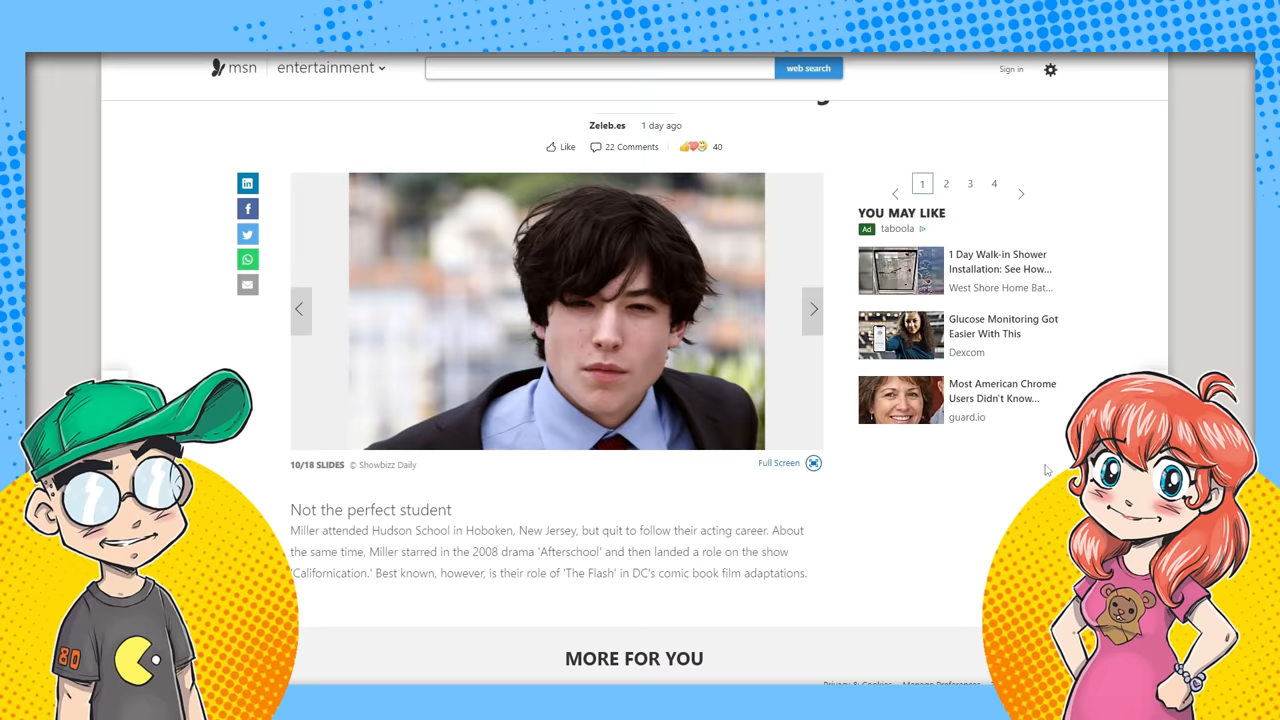 msn
entertainment
web search
Sign in
Zeleb.es 1 day ago
Like 22 Comments 40
1 2 3 4
YOU MAY LIKE
Ad taboola
1 Day Walk-in Shower
Installation: See How...
West Shore Home Bat...
Glucose Monitoring Got
Easier With This
Dexcom
Most American Chrome
Users Didn't Know...
guard.io
10/18 SLIDES © Showbizz Daily
Full Screen
Not the perfect student
Miller attended Hudson School in Hoboken, New Jersey, but quit to follow their acting career. About
the same time, Miller starred in the 2008 drama 'Afterschool' and then landed a role on the show
'Californication.' Best known, however, is their role of 'The Flash' in DC's comic book film adaptations.
MORE FOR YOU
Privacy & Cookies Manage Preferences
80